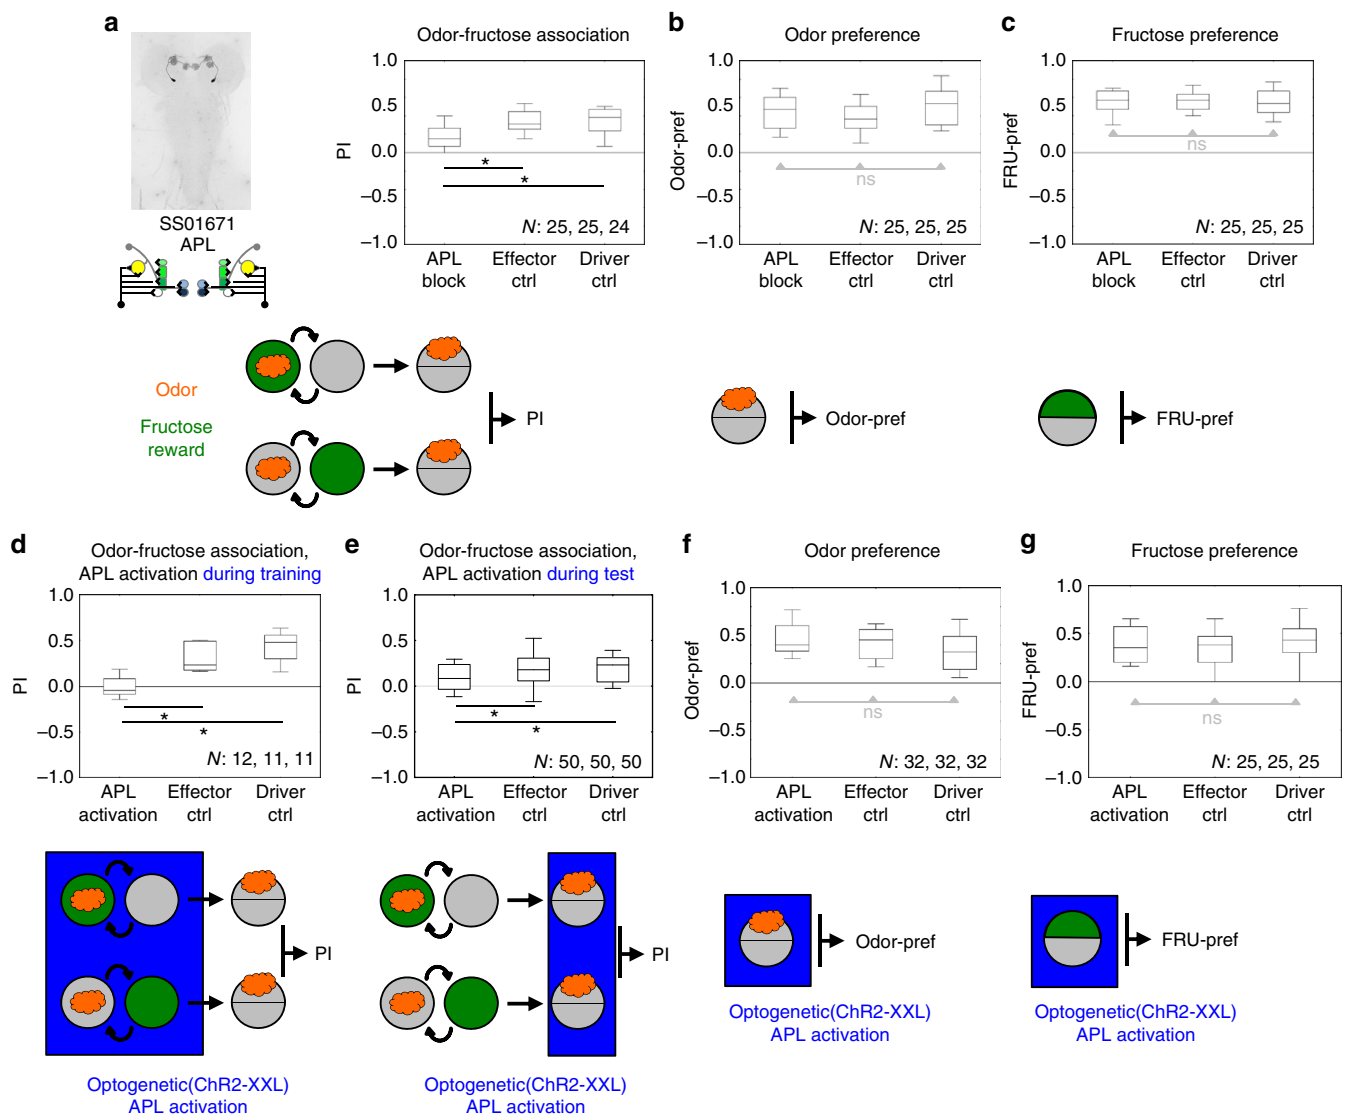 a
SS01671
APL
Odor-fructose association
PI
1.0
0.5
0.0
–0.5
–1.0
*
*
N: 25, 25, 24
APL block
Effector ctrl
Driver ctrl
b
Odor preference
Odor-pref
1.0
0.5
0.0
–0.5
–1.0
ns
N: 25, 25, 25
APL block
Effector ctrl
Driver ctrl
c
Fructose preference
FRU-pref
1.0
0.5
0.0
–0.5
–1.0
ns
N: 25, 25, 25
APL block
Effector ctrl
Driver ctrl
Odor
Fructose
reward
PI
Odor-pref
FRU-pref
d
Odor-fructose association,
APL activation during training
PI
1.0
0.5
0.0
–0.5
–1.0
*
*
N: 12, 11, 11
APL activation
Effector ctrl
Driver ctrl
PI
Optogenetic(ChR2-XXL)
APL activation
e
Odor-fructose association,
APL activation during test
PI
1.0
0.5
0.0
–0.5
–1.0
*
*
N: 50, 50, 50
APL activation
Effector ctrl
Driver ctrl
PI
Optogenetic(ChR2-XXL)
APL activation
f
Odor preference
Odor-pref
1.0
0.5
0.0
–0.5
–1.0
ns
N: 32, 32, 32
APL activation
Effector ctrl
Driver ctrl
Odor-pref
Optogenetic(ChR2-XXL)
APL activation
g
Fructose preference
FRU-pref
1.0
0.5
0.0
–0.5
–1.0
ns
N: 25, 25, 25
APL activation
Effector ctrl
Driver ctrl
FRU-pref
Optogenetic(ChR2-XXL)
APL activation